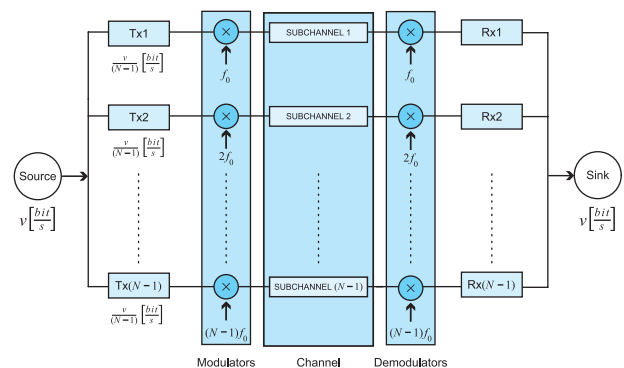 Tx1
SUBCHANNEL 1
Rx1
v/(N−1) [bit/s]
f₀
f₀
Tx2
SUBCHANNEL 2
Rx2
v/(N−1) [bit/s]
2f₀
2f₀
Source
Sink
v[bit/s]
v[bit/s]
Tx(N−1)
SUBCHANNEL (N−1)
Rx(N−1)
v/(N−1) [bit/s]
(N−1)f₀
(N−1)f₀
Modulators
Channel
Demodulators